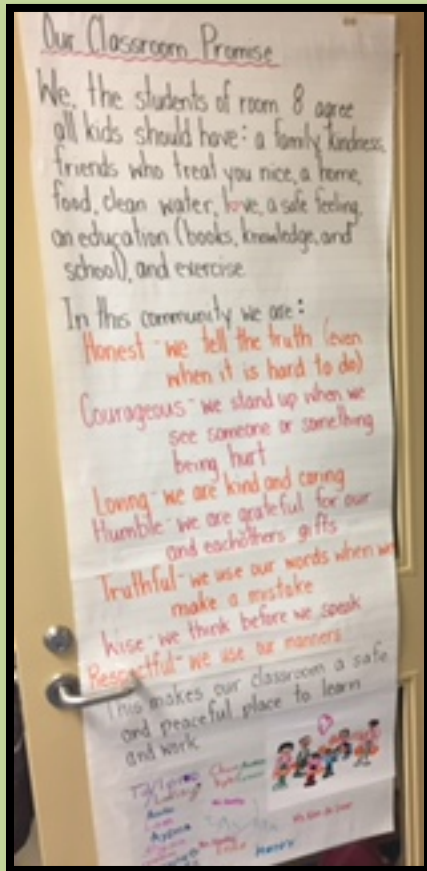 Our Classroom Promise
We, the students of room 8 agree
all kids should have: a family, kindness,
friends who treat you nice, a home,
food, clean water, love, a safe feeling,
an education (books, knowledge, and
school), and exercise
In this community we are:
Honest - we tell the truth (even
when it is hard to do)
Courageous - we stand up when we
see someone or something
being hurt
Loving - we are kind and caring
Humble - we are grateful for our
and eachothers gifts
Truthful - we use our words when we
make a mistake
Wise - we think before we speak
Respectful - we use our manners
This makes our classroom a safe
and peaceful place to learn
and work